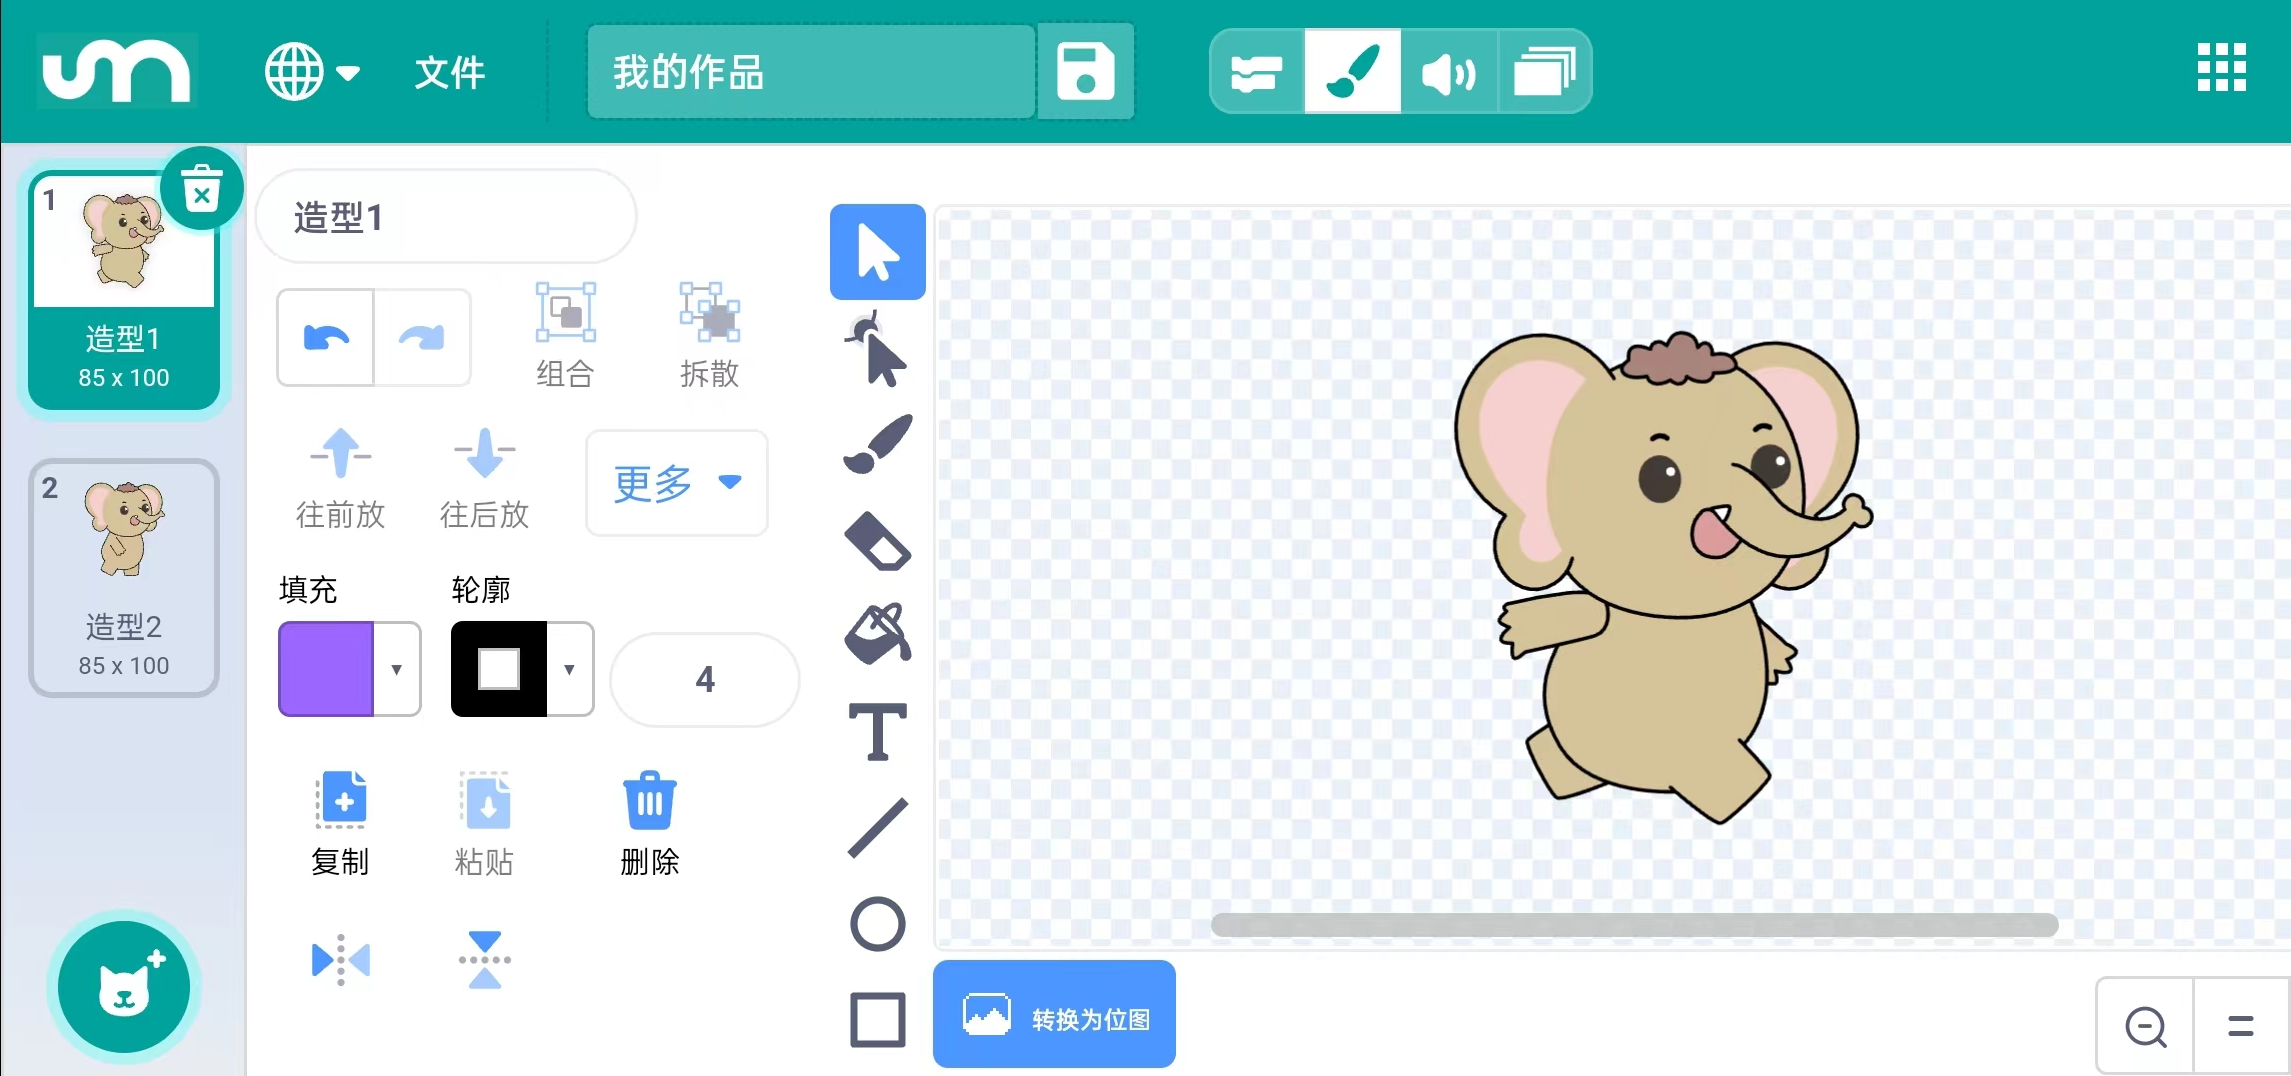 um
文件
我的作品
1
造型1
85 x 100
2
造型2
85 x 100
造型1
组合
拆散
往前放
往后放
更多
填充
轮廓
4
复制
粘贴
删除
T
转换为位图